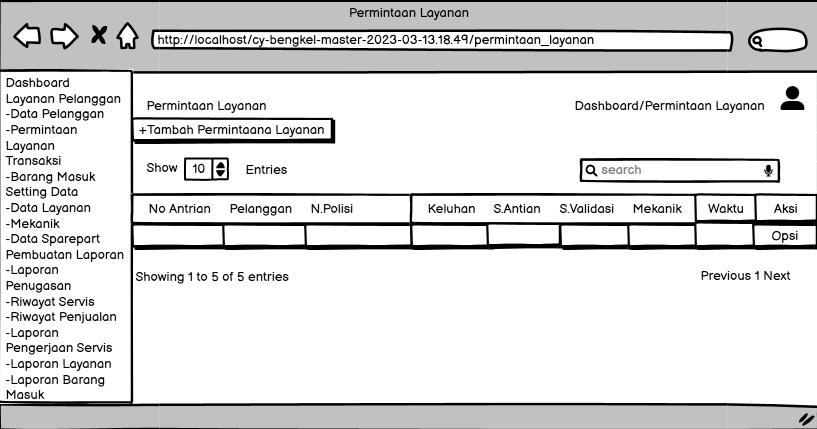 Permintaan Layanan
http://localhost/cy-bengkel-master-2023-03-13.18.49/permintaan_layanan
Dashboard
Layanan Pelanggan
-Data Pelanggan
-Permintaan
Layanan
Transaksi
-Barang Masuk
Setting Data
-Data Layanan
-Mekanik
-Data Sparepart
Pembuatan Laporan
-Laporan
Penugasan
-Riwayat Servis
-Riwayat Penjualan
-Laporan
Pengerjaan Servis
-Laporan Layanan
-Laporan Barang
Masuk
Permintaan Layanan
Dashboard/Permintaan Layanan
+Tambah Permintaana Layanan
Show 10 Entries
search
No Antrian Pelanggan N.Polisi Keluhan S.Antian S.Validasi Mekanik Waktu Aksi
Opsi
Showing 1 to 5 of 5 entries
Previous 1 Next